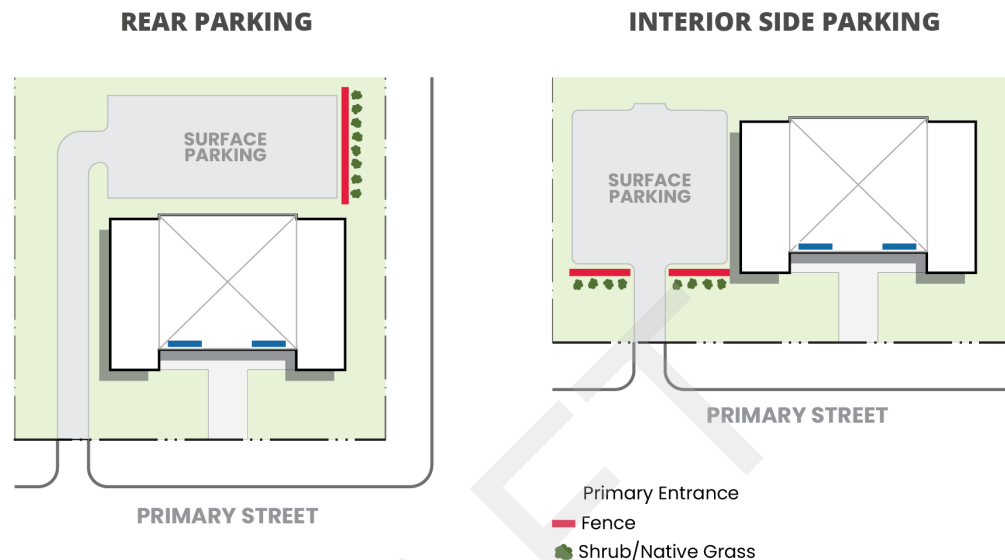 REAR PARKING
INTERIOR SIDE PARKING
SURFACE
PARKING
SURFACE
PARKING
PRIMARY STREET
PRIMARY STREET
Primary Entrance
Fence
Shrub/Native Grass